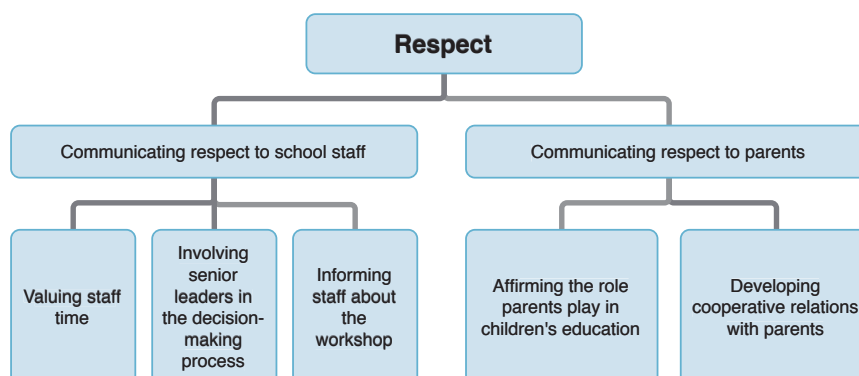 Respect
Communicating respect to school staff
Communicating respect to parents
Valuing staff
time
Involving
senior
leaders in
the decision-
making
process
Informing
staff about
the
workshop
Affirming the role
parents play in
children's education
Developing
cooperative relations
with parents